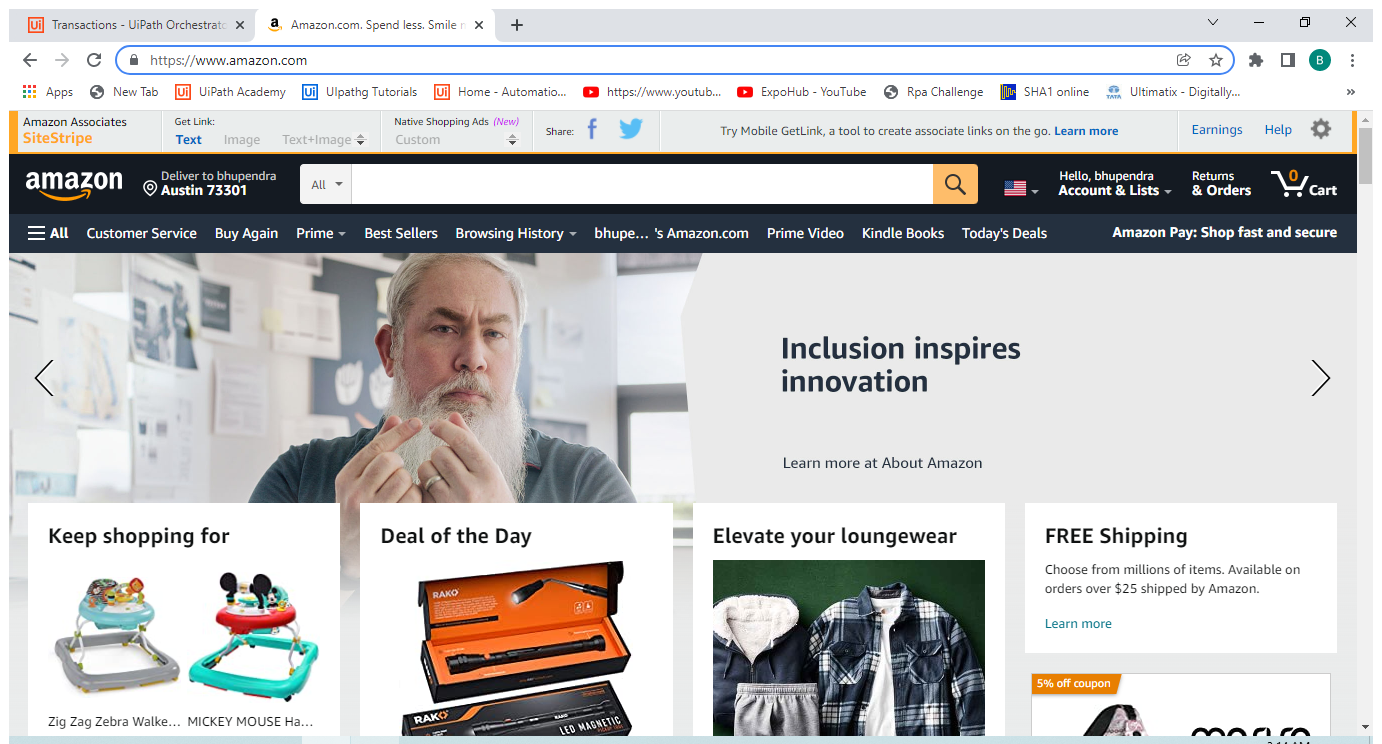 Transactions - UiPath Orchestrato
Amazon.com. Spend less. Smile m
https://www.amazon.com
B
Apps
New Tab
UiPath Academy
UIpathg Tutorials
Home - Automatio...
https://www.youtub...
ExpoHub - YouTube
Rpa Challenge
SHA1 online
Ultimatix - Digitally...
»
Amazon Associates
SiteStripe
Get Link:
Text Image Text+Image
Native Shopping Ads (New)
Custom
Share:
Try Mobile GetLink, a tool to create associate links on the go. Learn more
Earnings
Help
amazon
Deliver to bhupendra
Austin 73301
All
Hello, bhupendra
Account & Lists
Returns
& Orders
0
Cart
All
Customer Service
Buy Again
Prime
Best Sellers
Browsing History
bhupe... 's Amazon.com
Prime Video
Kindle Books
Today's Deals
Amazon Pay: Shop fast and secure
Inclusion inspires
innovation
Learn more at About Amazon
Keep shopping for
Zig Zag Zebra Walke...
MICKEY MOUSE Ha...
Deal of the Day
RAKO
RAKO
LED MAGNETIC
Elevate your loungewear
FREE Shipping
Choose from millions of items. Available on
orders over $25 shipped by Amazon.
Learn more
5% off coupon